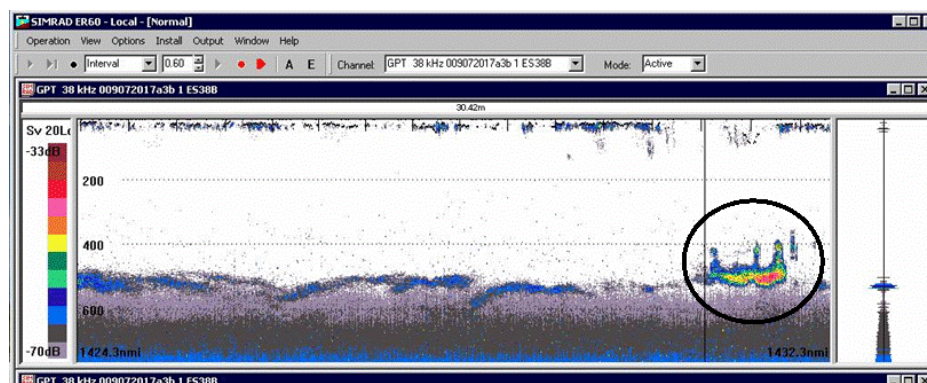 SIMRAD ER60 - Local - [Normal]
Operation View Options Install Output Window Help
Interval 0.60 A E Channel: GPT 38 kHz 009072017a3b 1 ES38B Mode: Active
GPT 38 kHz 009072017a3b 1 ES38B
30.42m
Sv 20Lo
-33dB
200
400
600
-70dB 1424.3nmi 1432.3nmi
GPT 38 kHz 009072017a3b 1 ES38B